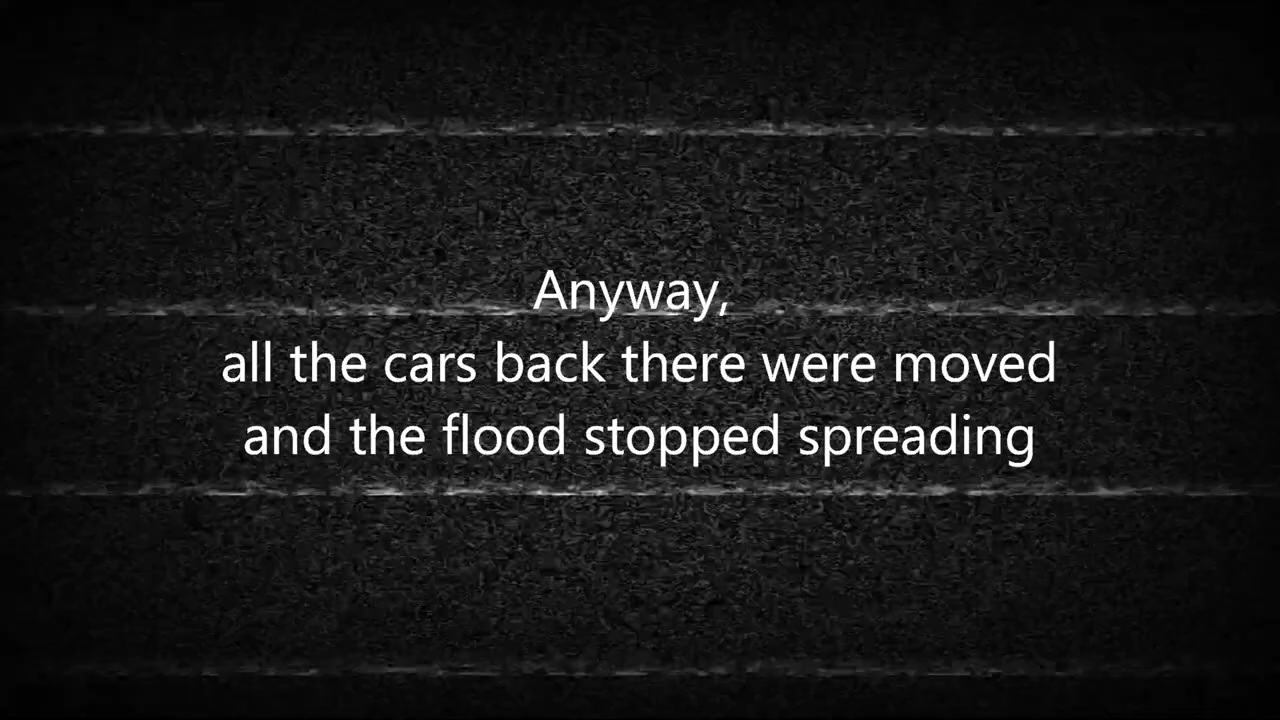 Anyway,
all the cars back there were moved
and the flood stopped spreading